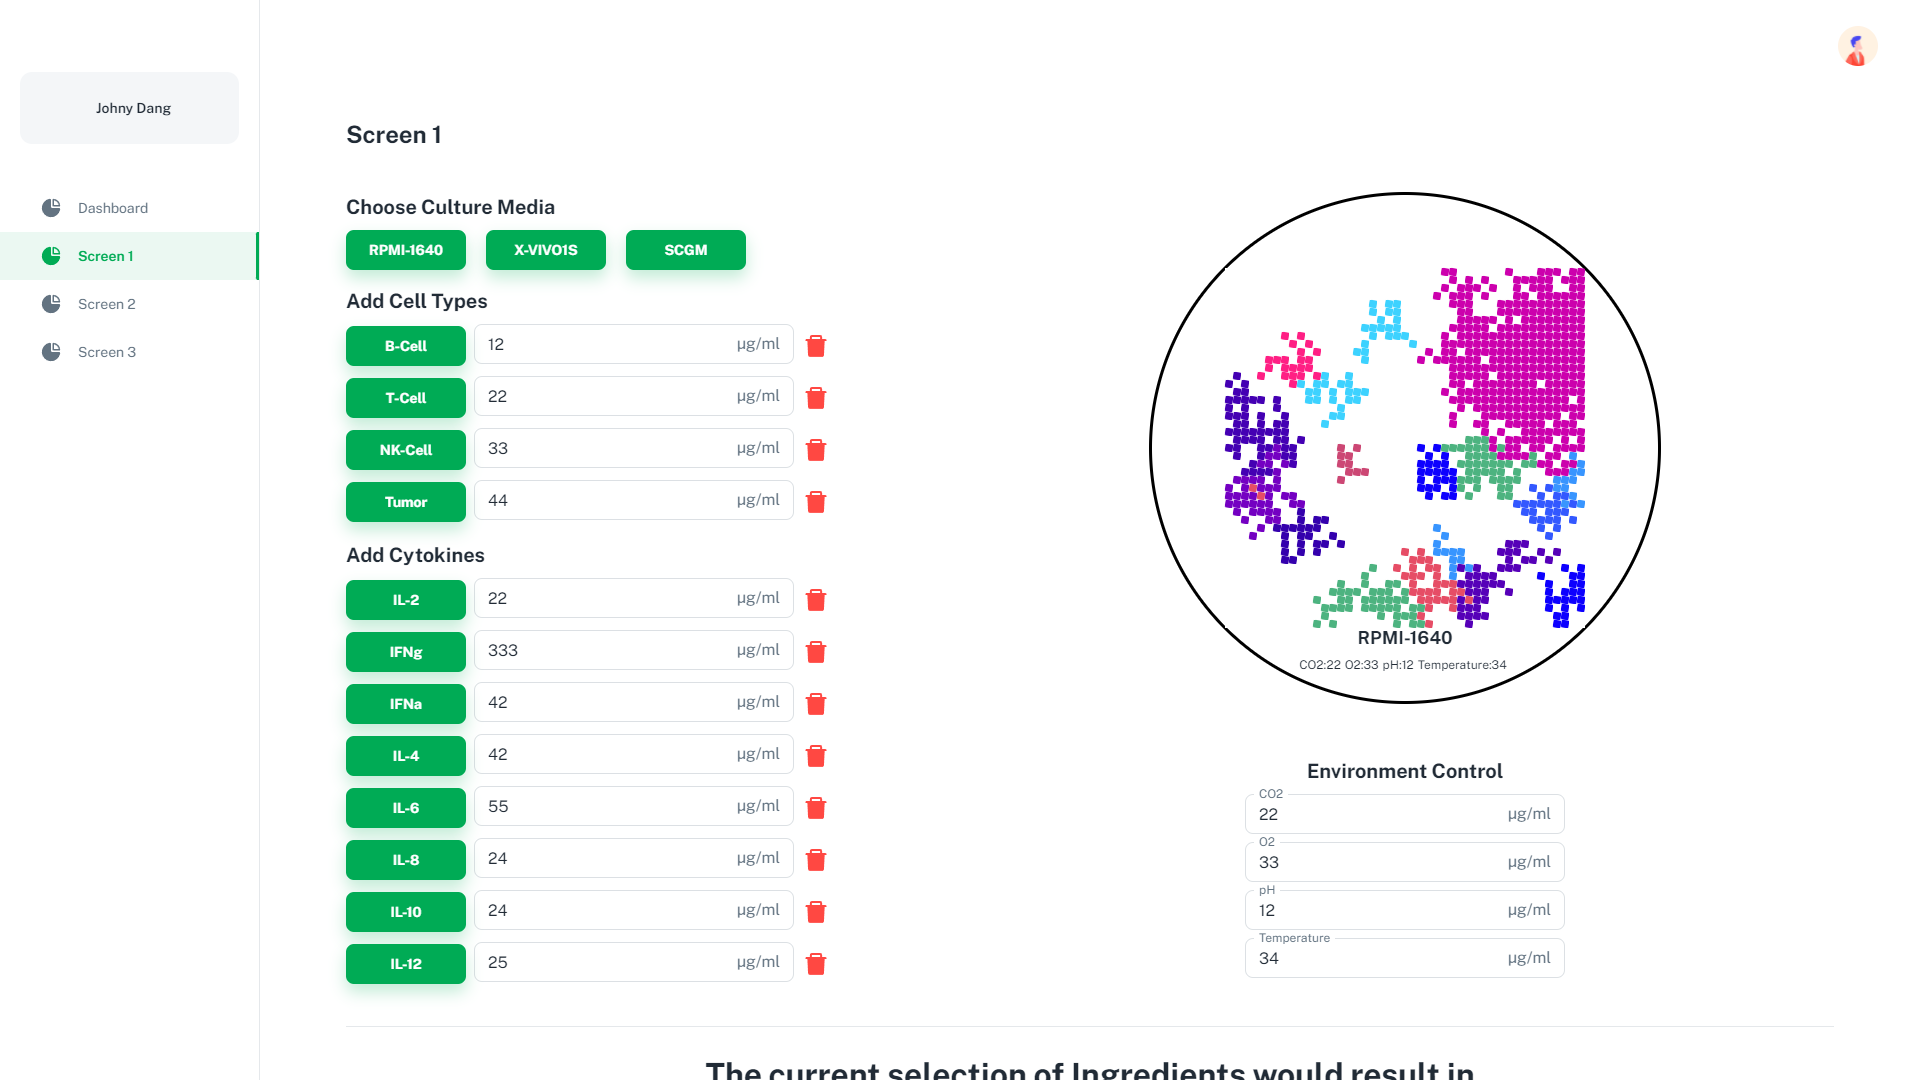 Johny Dang
Dashboard
Screen 1
Screen 2
Screen 3
Screen 1
Choose Culture Media
RPMI-1640 X-VIVO1S SCGM
Add Cell Types
B-Cell 12 µg/ml
T-Cell 22 µg/ml
NK-Cell 33 µg/ml
Tumor 44 µg/ml
Add Cytokines
IL-2 22 µg/ml
IFNg 333 µg/ml
IFNa 42 µg/ml
IL-4 42 µg/ml
IL-6 55 µg/ml
IL-8 24 µg/ml
IL-10 24 µg/ml
IL-12 25 µg/ml
RPMI-1640
CO2:22 O2:33 pH:12 Temperature:34
Environment Control
CO2
22 µg/ml
O2
33 µg/ml
pH
12 µg/ml
Temperature
34 µg/ml
The current selection of Ingredients would result in